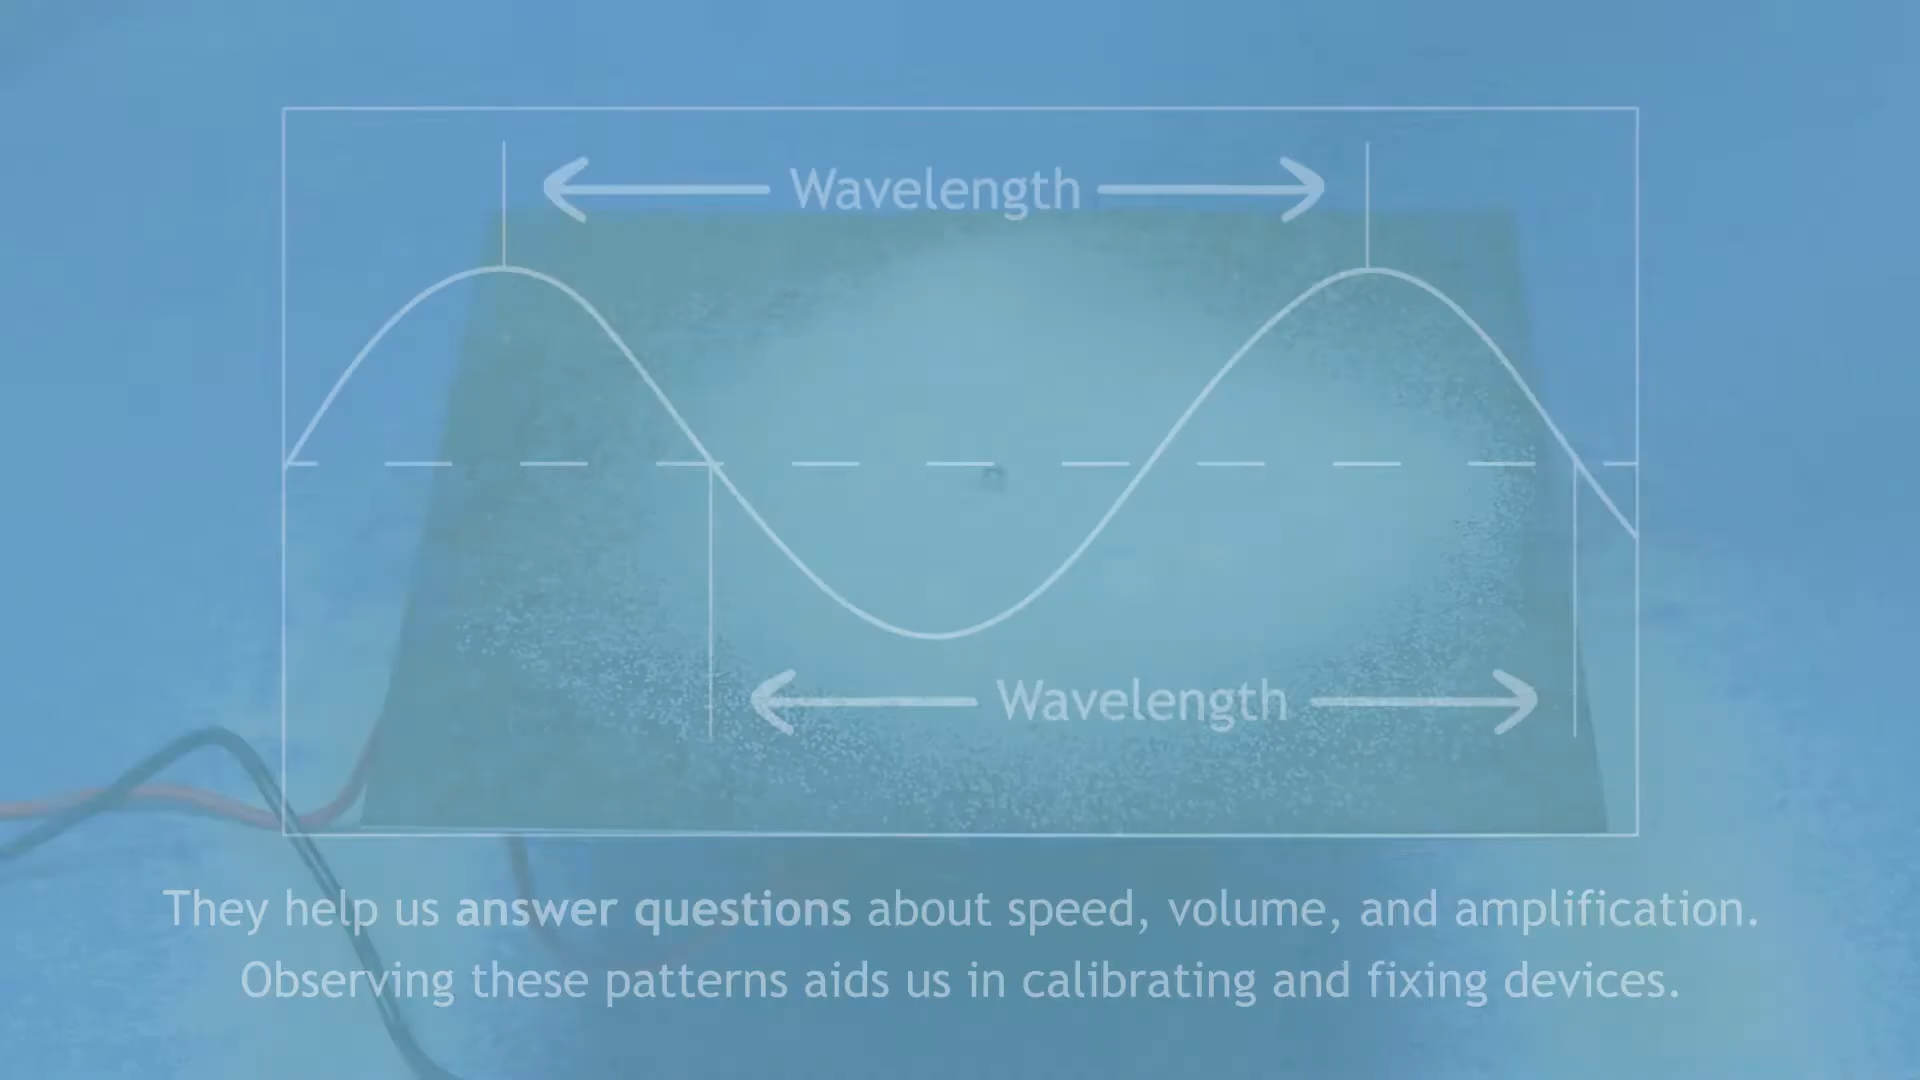 Wavelength
Wavelength
They help us answer questions about speed, volume, and amplification.
Observing these patterns aids us in calibrating and fixing devices.